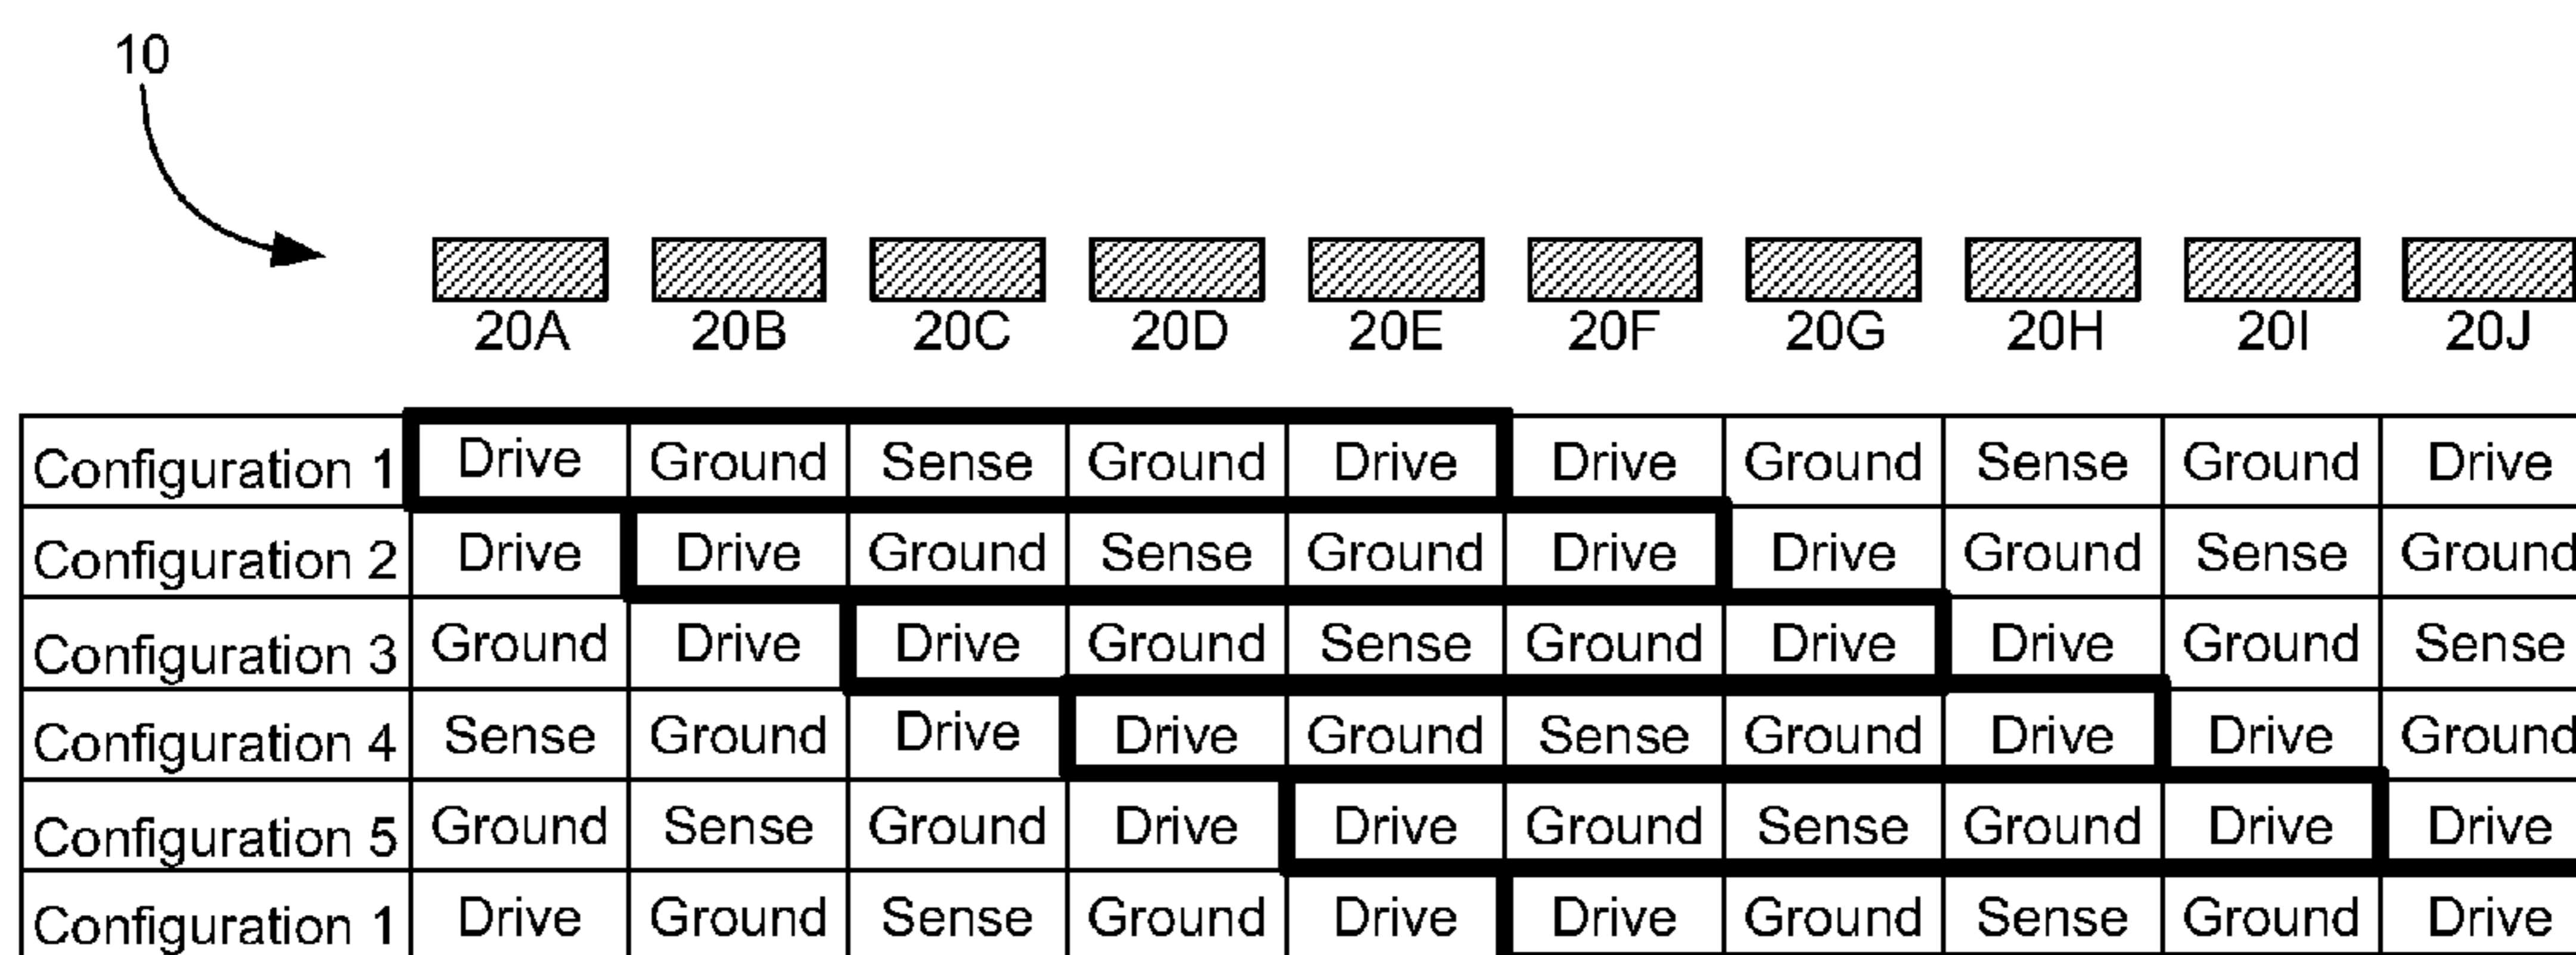 10
20A 20B 20C 20D 20E 20F 20G 20H 20I 20J
Configuration 1 Drive Ground Sense Ground Drive Drive Ground Sense Ground Drive
Configuration 2 Drive Drive Ground Sense Ground Drive Drive Ground Sense Ground
Configuration 3 Ground Drive Drive Ground Sense Ground Drive Drive Ground Sense
Configuration 4 Sense Ground Drive Drive Ground Sense Ground Drive Drive Ground
Configuration 5 Ground Sense Ground Drive Drive Ground Sense Ground Drive Drive
Configuration 1 Drive Ground Sense Ground Drive Drive Ground Sense Ground Drive